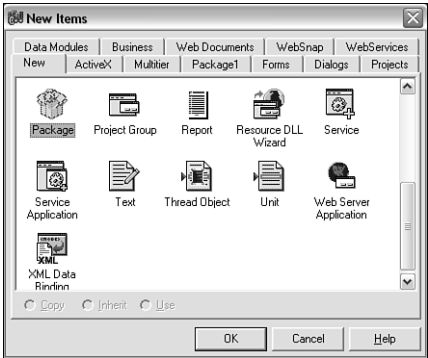 New Items
Data Modules Business Web Documents WebSnap WebServices
New ActiveX Multitier Package1 Forms Dialogs Projects
Package Project Group Report Resource DLL Wizard Service
Service Application Text Thread Object Unit Web Server Application
XML
XML Data
Binding
Copy Inherit Use
OK Cancel Help